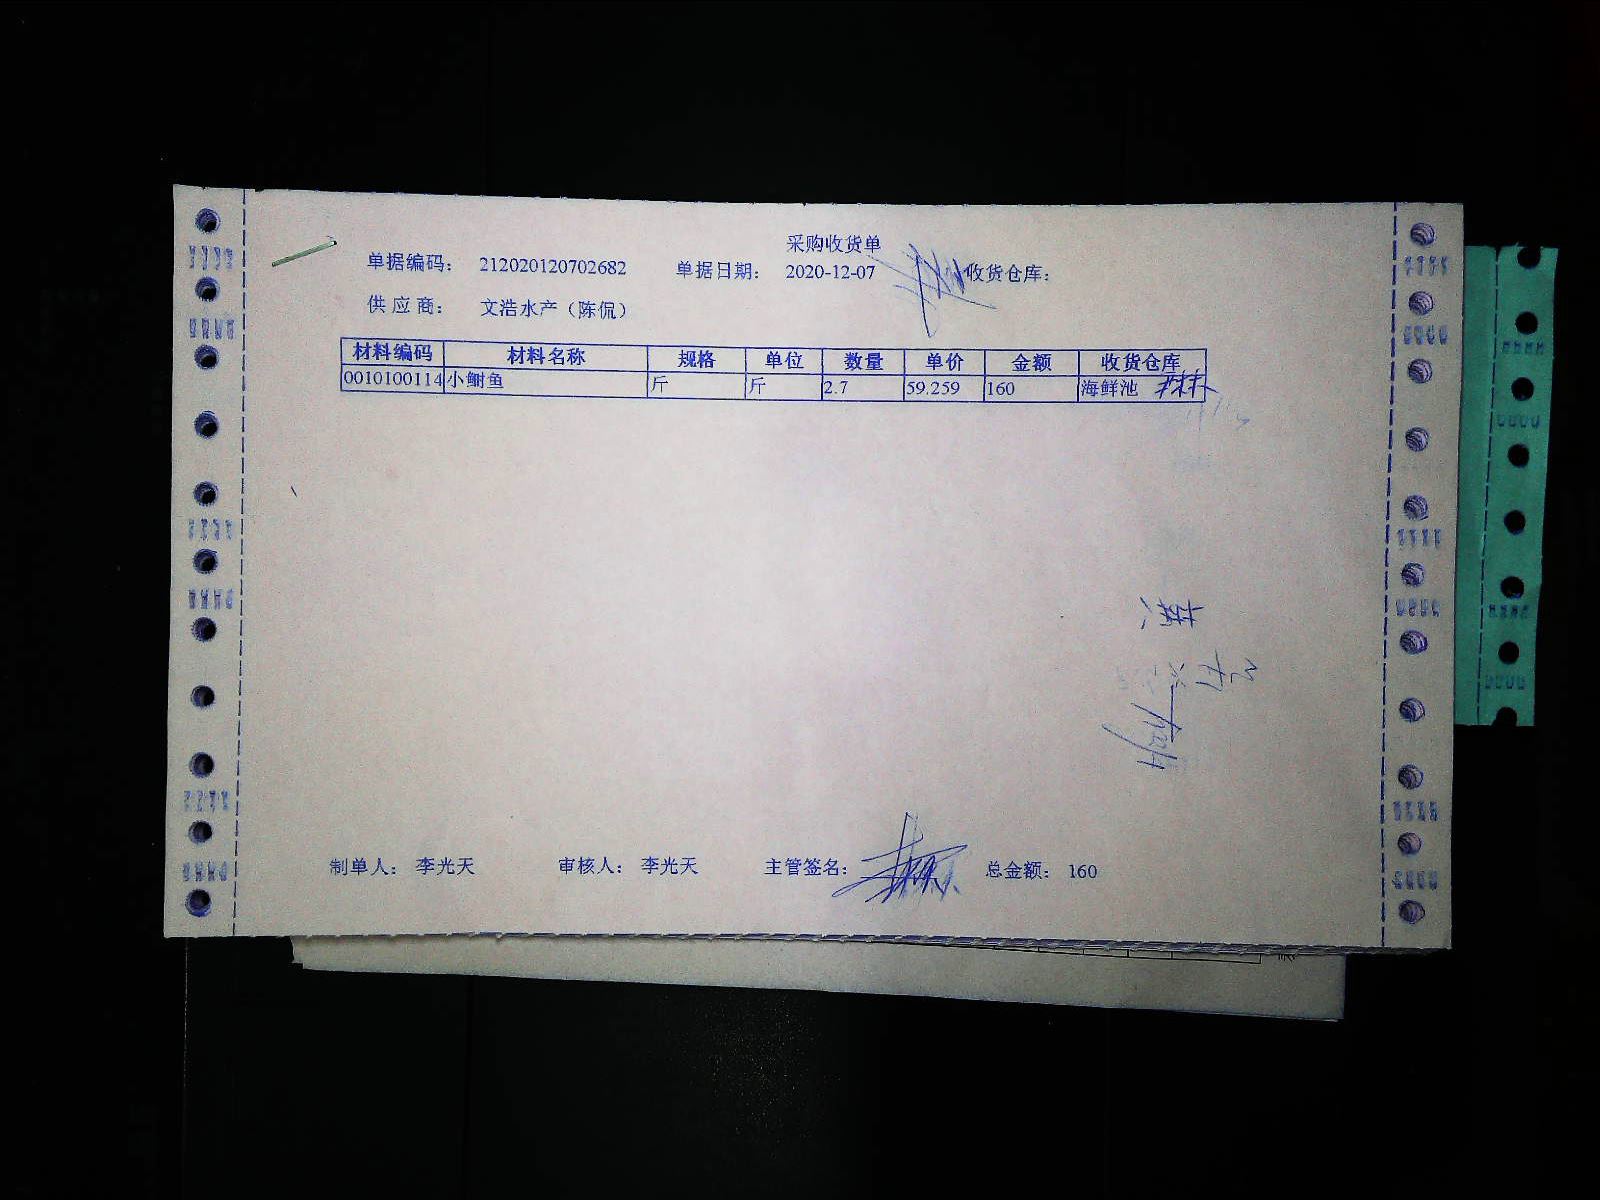 采购收货单
单据编码： 212020120702682 单据日期： 2020-12-07 收货仓库：
供应商： 文浩水产（陈侃）
材料编码 材料名称 规格 单位 数量 单价 金额 收货仓库
0010100114 小鲥鱼 斤 斤 2.7 59.259 160 海鲜池
制单人： 李光天 审核人： 李光天 主管签名： 总金额： 160